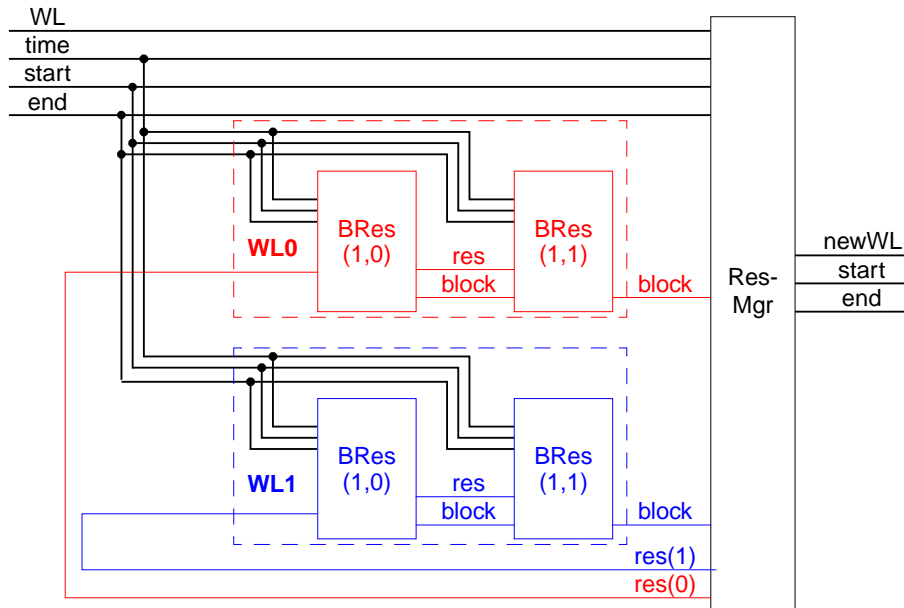 WL
time
start
end
BRes
(1,0)
BRes
(1,1)
WL0
res
block
block
Res-
Mgr
newWL
start
end
BRes
(1,0)
BRes
(1,1)
WL1
res
block
block
res(1)
res(0)